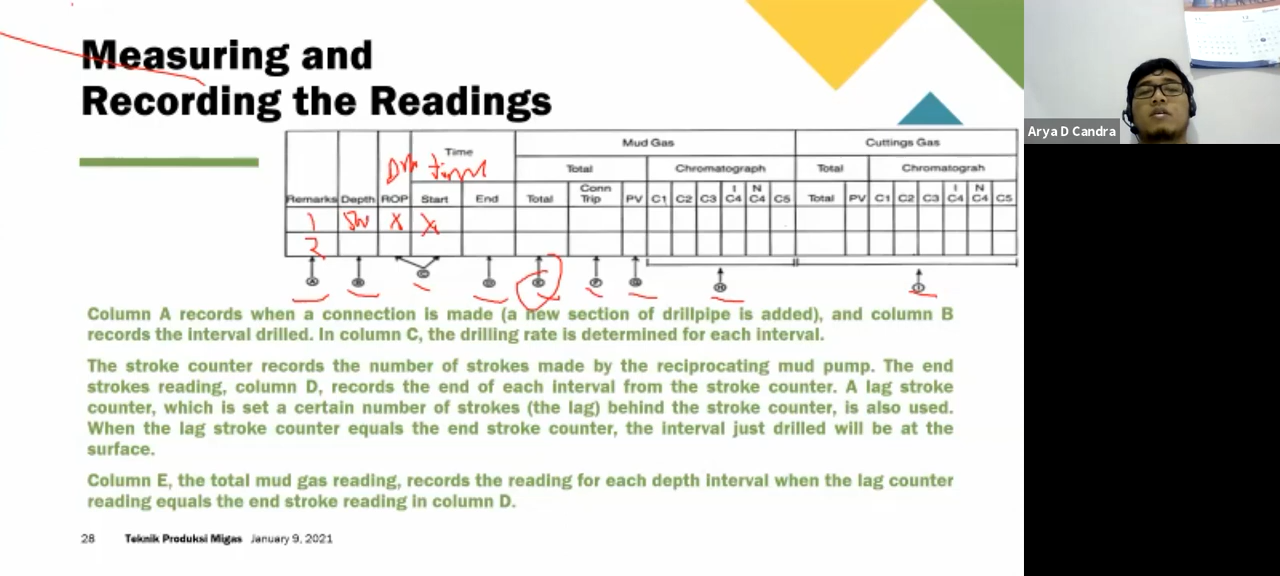 Measuring and
Recording the Readings
Arya D Candra
Time
Mud Gas
Cuttings Gas
Total
Chromatograph
Total
Chromatograh
Remarks Depth ROP Start End Total Conn Trip PV C1 C2 C3 I C4 N C4 C5 Total PV C1 C2 C3 I C4 N C4 C5
1 X X
2
A B C D E F G H I
Column A records when a connection is made (a new section of drillpipe is added), and column B
records the interval drilled. In column C, the drilling rate is determined for each interval.
The stroke counter records the number of strokes made by the reciprocating mud pump. The end
strokes reading, column D, records the end of each interval from the stroke counter. A lag stroke
counter, which is set a certain number of strokes (the lag) behind the stroke counter, is also used.
When the lag stroke counter equals the end stroke counter, the interval just drilled will be at the
surface.
Column E, the total mud gas reading, records the reading for each depth interval when the lag counter
reading equals the end stroke reading in column D.
28 Teknik Produksi Migas January 9, 2021